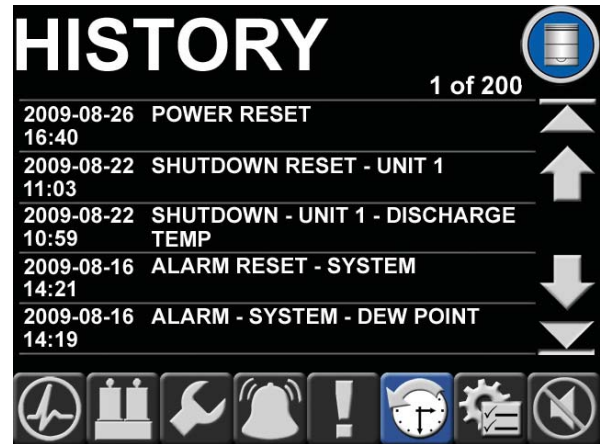 HISTORY
1 of 200
2009-08-26 POWER RESET
16:40
2009-08-22 SHUTDOWN RESET - UNIT 1
11:03
2009-08-22 SHUTDOWN - UNIT 1 - DISCHARGE
10:59 TEMP
2009-08-16 ALARM RESET - SYSTEM
14:21
2009-08-16 ALARM - SYSTEM - DEW POINT
14:19